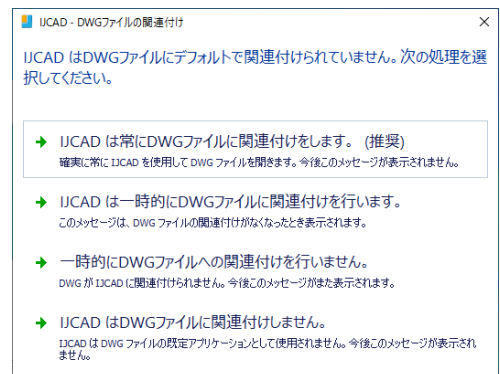 IJCAD - DWGファイルの関連付け
IJCAD はDWGファイルにデフォルトで関連付けられていません。次の処理を選
択してください。
IJCAD は常にDWGファイルに関連付けをします。 (推奨)
確実に常に IJCAD を使用して DWG ファイルを開きます。今後このメッセージが表示されません。
IJCAD は一時的にDWGファイルに関連付けを行います。
このメッセージは、DWG ファイルの関連付けがなくなったとき表示されます。
一時的にDWGファイルへの関連付けを行いません。
DWG が IJCAD に関連付けられません。今後このメッセージがまた表示されます。
IJCAD はDWGファイルに関連付けしません。
IJCAD は DWG ファイルの既定アプリケーションとして使用されません。今後このメッセージが表示され
ません。